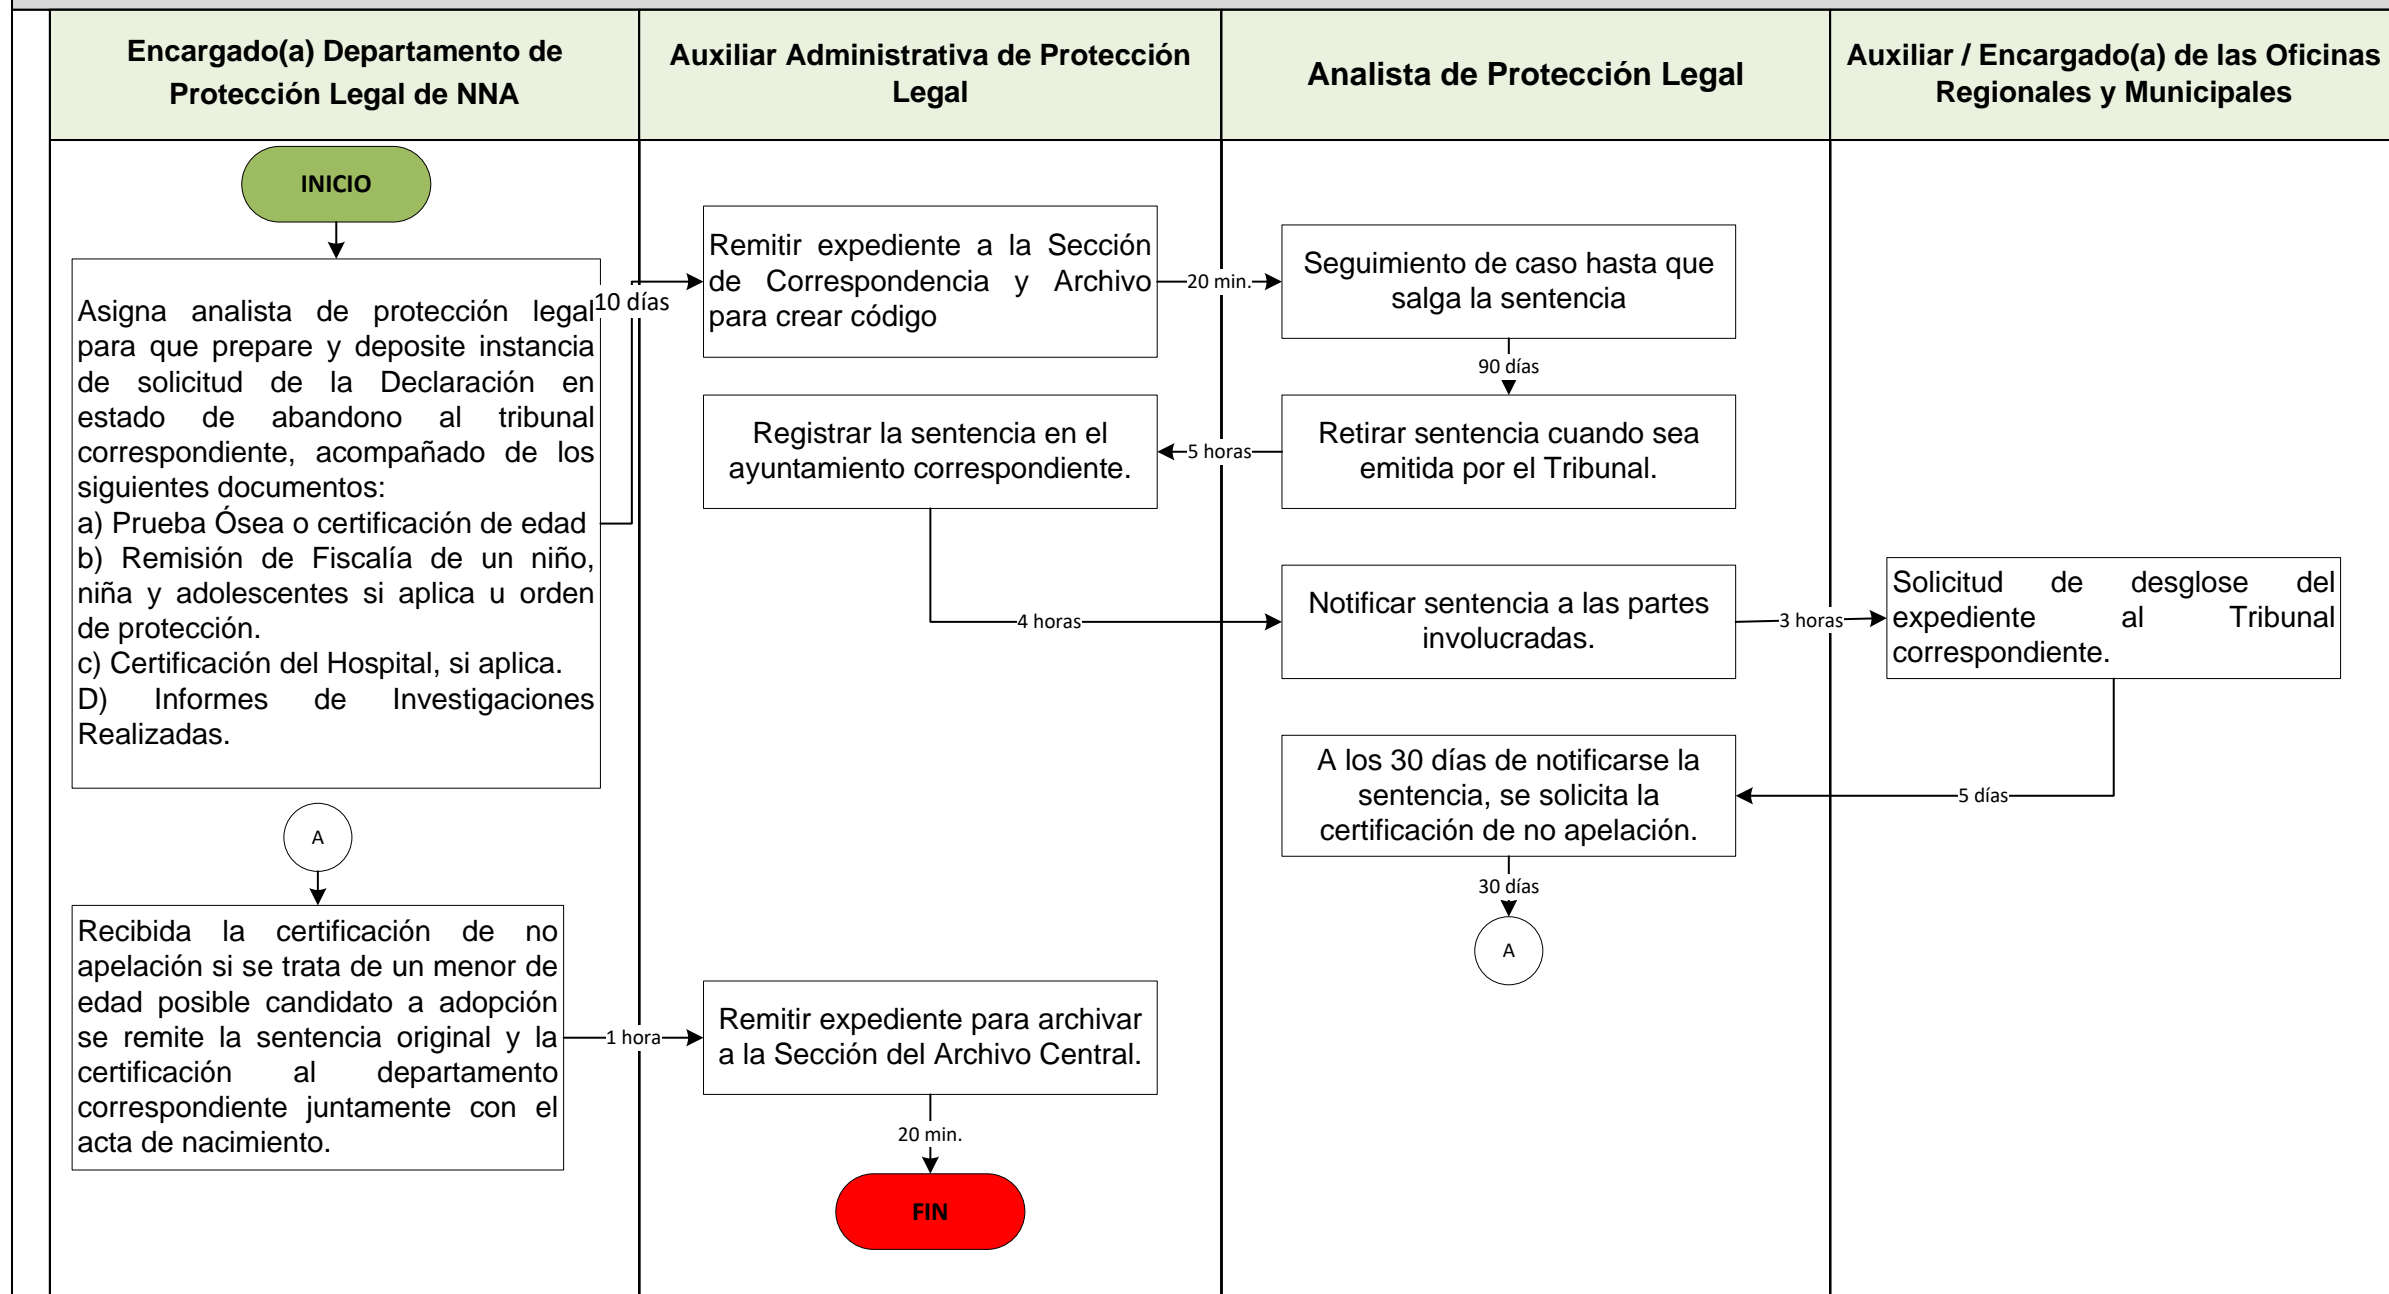 Encargado(a) Departamento de
Protección Legal de NNA
Auxiliar Administrativa de Protección
Legal
Analista de Protección Legal
Auxiliar / Encargado(a) de las Oficinas
Regionales y Municipales
INICIO
Asigna analista de protección legal
para que prepare y deposite instancia
de solicitud de la Declaración en
estado de abandono al tribunal
correspondiente, acompañado de los
siguientes documentos:
a) Prueba Ósea o certificación de edad
b) Remisión de Fiscalía de un niño,
niña y adolescentes si aplica u orden
de protección.
c) Certificación del Hospital, si aplica.
D) Informes de Investigaciones
Realizadas.
10 días
Remitir expediente a la Sección
de Correspondencia y Archivo
para crear código
20 min.
Seguimiento de caso hasta que
salga la sentencia
90 días
Retirar sentencia cuando sea
emitida por el Tribunal.
5 horas
Registrar la sentencia en el
ayuntamiento correspondiente.
4 horas
Notificar sentencia a las partes
involucradas.
3 horas
Solicitud de desglose del
expediente al Tribunal
correspondiente.
5 días
A los 30 días de notificarse la
sentencia, se solicita la
certificación de no apelación.
30 días
A
A
Recibida la certificación de no
apelación si se trata de un menor de
edad posible candidato a adopción
se remite la sentencia original y la
certificación al departamento
correspondiente juntamente con el
acta de nacimiento.
1 hora
Remitir expediente para archivar
a la Sección del Archivo Central.
20 min.
FIN